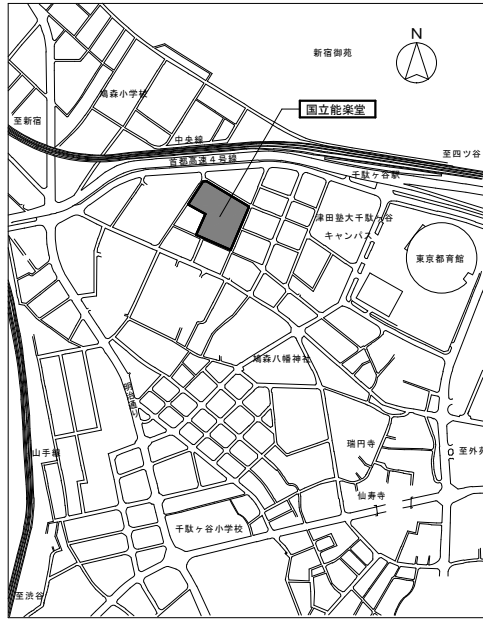 N
新宿御苑
鳩森小学校
国立能楽堂
至新宿
中央線
至四ツ谷
首都高速4号線
千駄ヶ谷駅
津田塾大千駄ヶ谷
キャンパス
東京都育館
鳩森八幡神社
明治通り
瑞円寺
至外苑
山手線
仙寿寺
千駄ヶ谷小学校
至渋谷